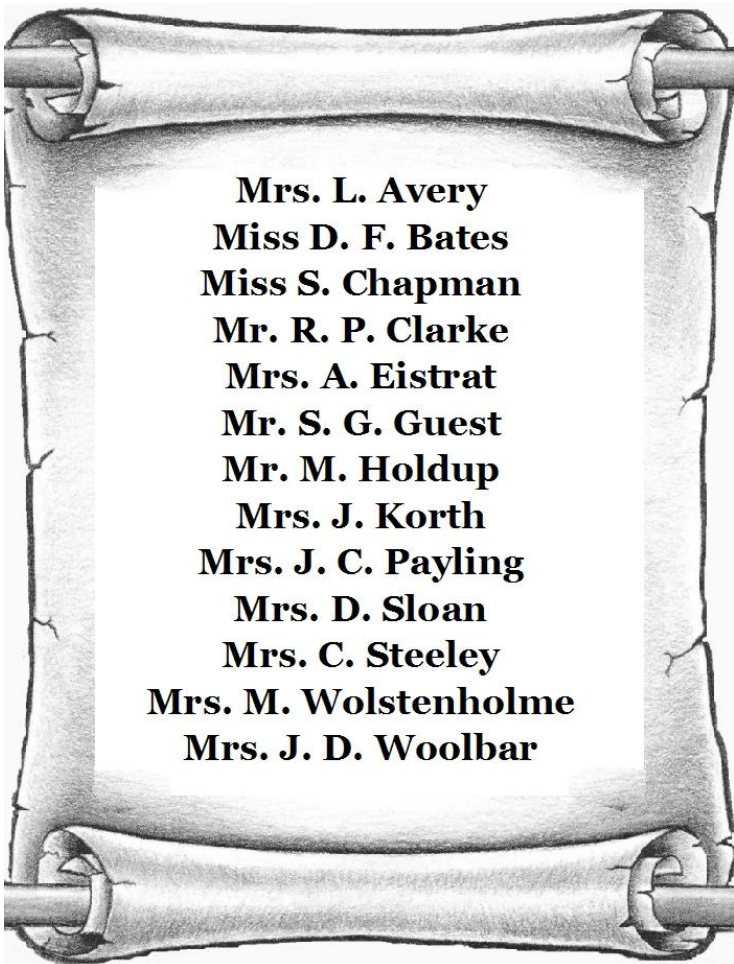 Mrs. L. Avery
Miss D. F. Bates
Miss S. Chapman
Mr. R. P. Clarke
Mrs. A. Eistrat
Mr. S. G. Guest
Mr. M. Holdup
Mrs. J. Korth
Mrs. J. C. Payling
Mrs. D. Sloan
Mrs. C. Steeley
Mrs. M. Wolstenholme
Mrs. J. D. Woolbar